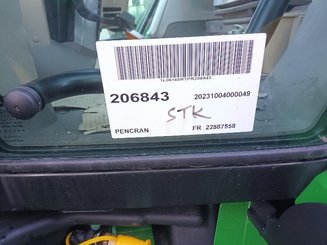 206843
20231004000049
STK
PENCRAN
FR 22887558